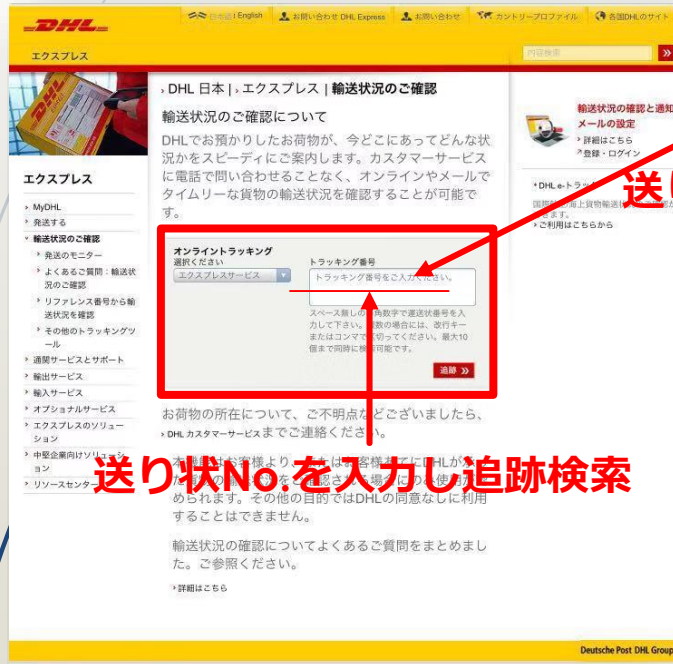 DHL
日本語 | English
お問い合わせ DHL Express
お問い合わせ
カントリープロファイル
各国DHLのサイト
エクスプレス
内容検索
› DHL 日本 | › エクスプレス | 輸送状況のご確認
輸送状況のご確認について
DHLでお預かりしたお荷物が、今どこにあってどんな状
況かをスピーディにご案内します。カスタマーサービス
に電話で問い合わせることなく、オンラインやメールで
タイムリーな貨物の輸送状況を確認することが可能で
す。
エクスプレス
› MyDHL
› 発送する
輸送状況のご確認
› 発送のモニター
› よくあるご質問：輸送状
況のご確認
› リファレンス番号から輸
送状況を確認
› その他のトラッキングツ
ール
› 通関サービスとサポート
› 輸出サービス
› 輸入サービス
› オプショナルサービス
› エクスプレスのソリュー
ション
› 中堅企業向けソリューシ
ョン
› リソースセンター
オンライントラッキング
選択ください
エクスプレスサービス
トラッキング番号
トラッキング番号をご入力ください。
スペース無しの 角数字で運送状番号を入
力して下さい。 数の場合には、改行キー
またはコンマで 切ってください。最大10
個まで同時に検 可能です。
追跡 »
お荷物の所在について、ご不明点などございましたら、
› DHL カスタマーサービスまでご連絡ください。
送り状No.を入力し追跡検索
められます。その他の目的ではDHLの同意なしに利用
することはできません。
輸送状況の確認についてよくあるご質問をまとめまし
た。ご参照ください。
› 詳細はこちら
輸送状況の確認と通知
メールの設定
› 詳細はこちら
登録・ログイン
DHL e-トラッ
送り
› ご利用はこちらから
Deutsche Post DHL Group